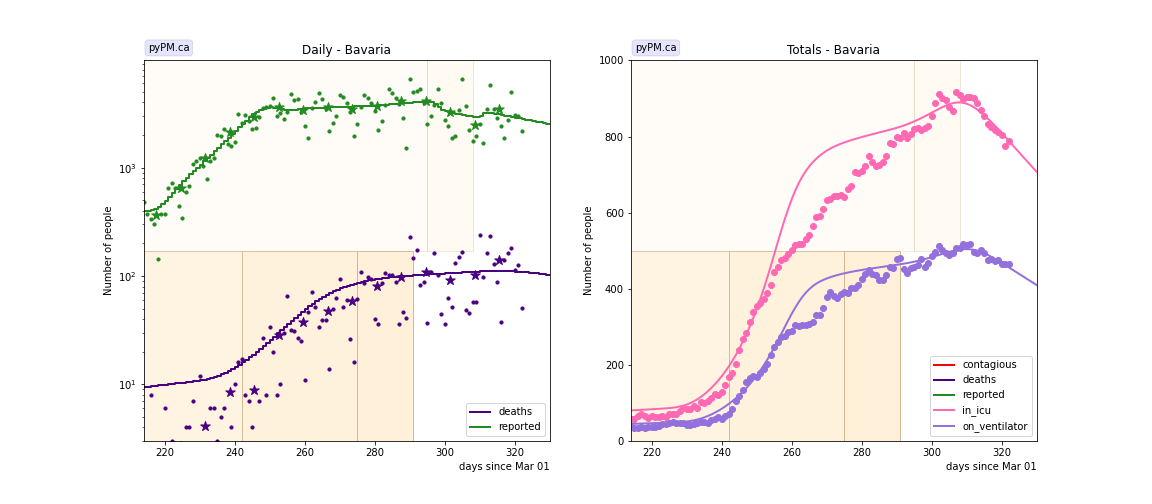 pyPM.ca
Daily - Bavaria
Number of people
10³
10²
10¹
220 240 260 280 300 320
days since Mar 01
deaths
reported
pyPM.ca
Totals - Bavaria
Number of people
1000
800
600
400
200
0
220 240 260 280 300 320
days since Mar 01
contagious
deaths
reported
in_icu
on_ventilator